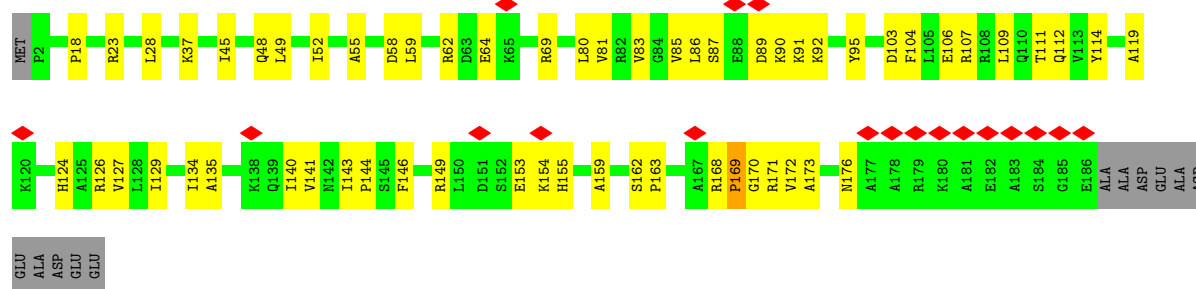 MET P2 P18 R23 L28 K37 I45 Q48 L49 I52 A55 D58 L59 R62 D63 E64 K65 R69 L80 V81 R82 V83 G84 V85 L86 S87 E88 D89 K90 K91 K92 Y95 D103 F104 L105 E106 R107 R108 L109 Q110 T111 Q112 V113 Y114 A119
K120 H124 A125 R126 V127 L128 I129 I134 A135 K138 Q139 I140 V141 N142 I143 P144 S145 F146 R149 L150 D151 S152 E153 K154 H155 A159 S162 P163 A167 R168 P169 G170 R171 V172 A173 N176 A177 A178 R179 K180 A181 E182 A183 S184 G185 E186 ALA ALA ASP GLU ALA ASP
GLU ALA ASP GLU GLU